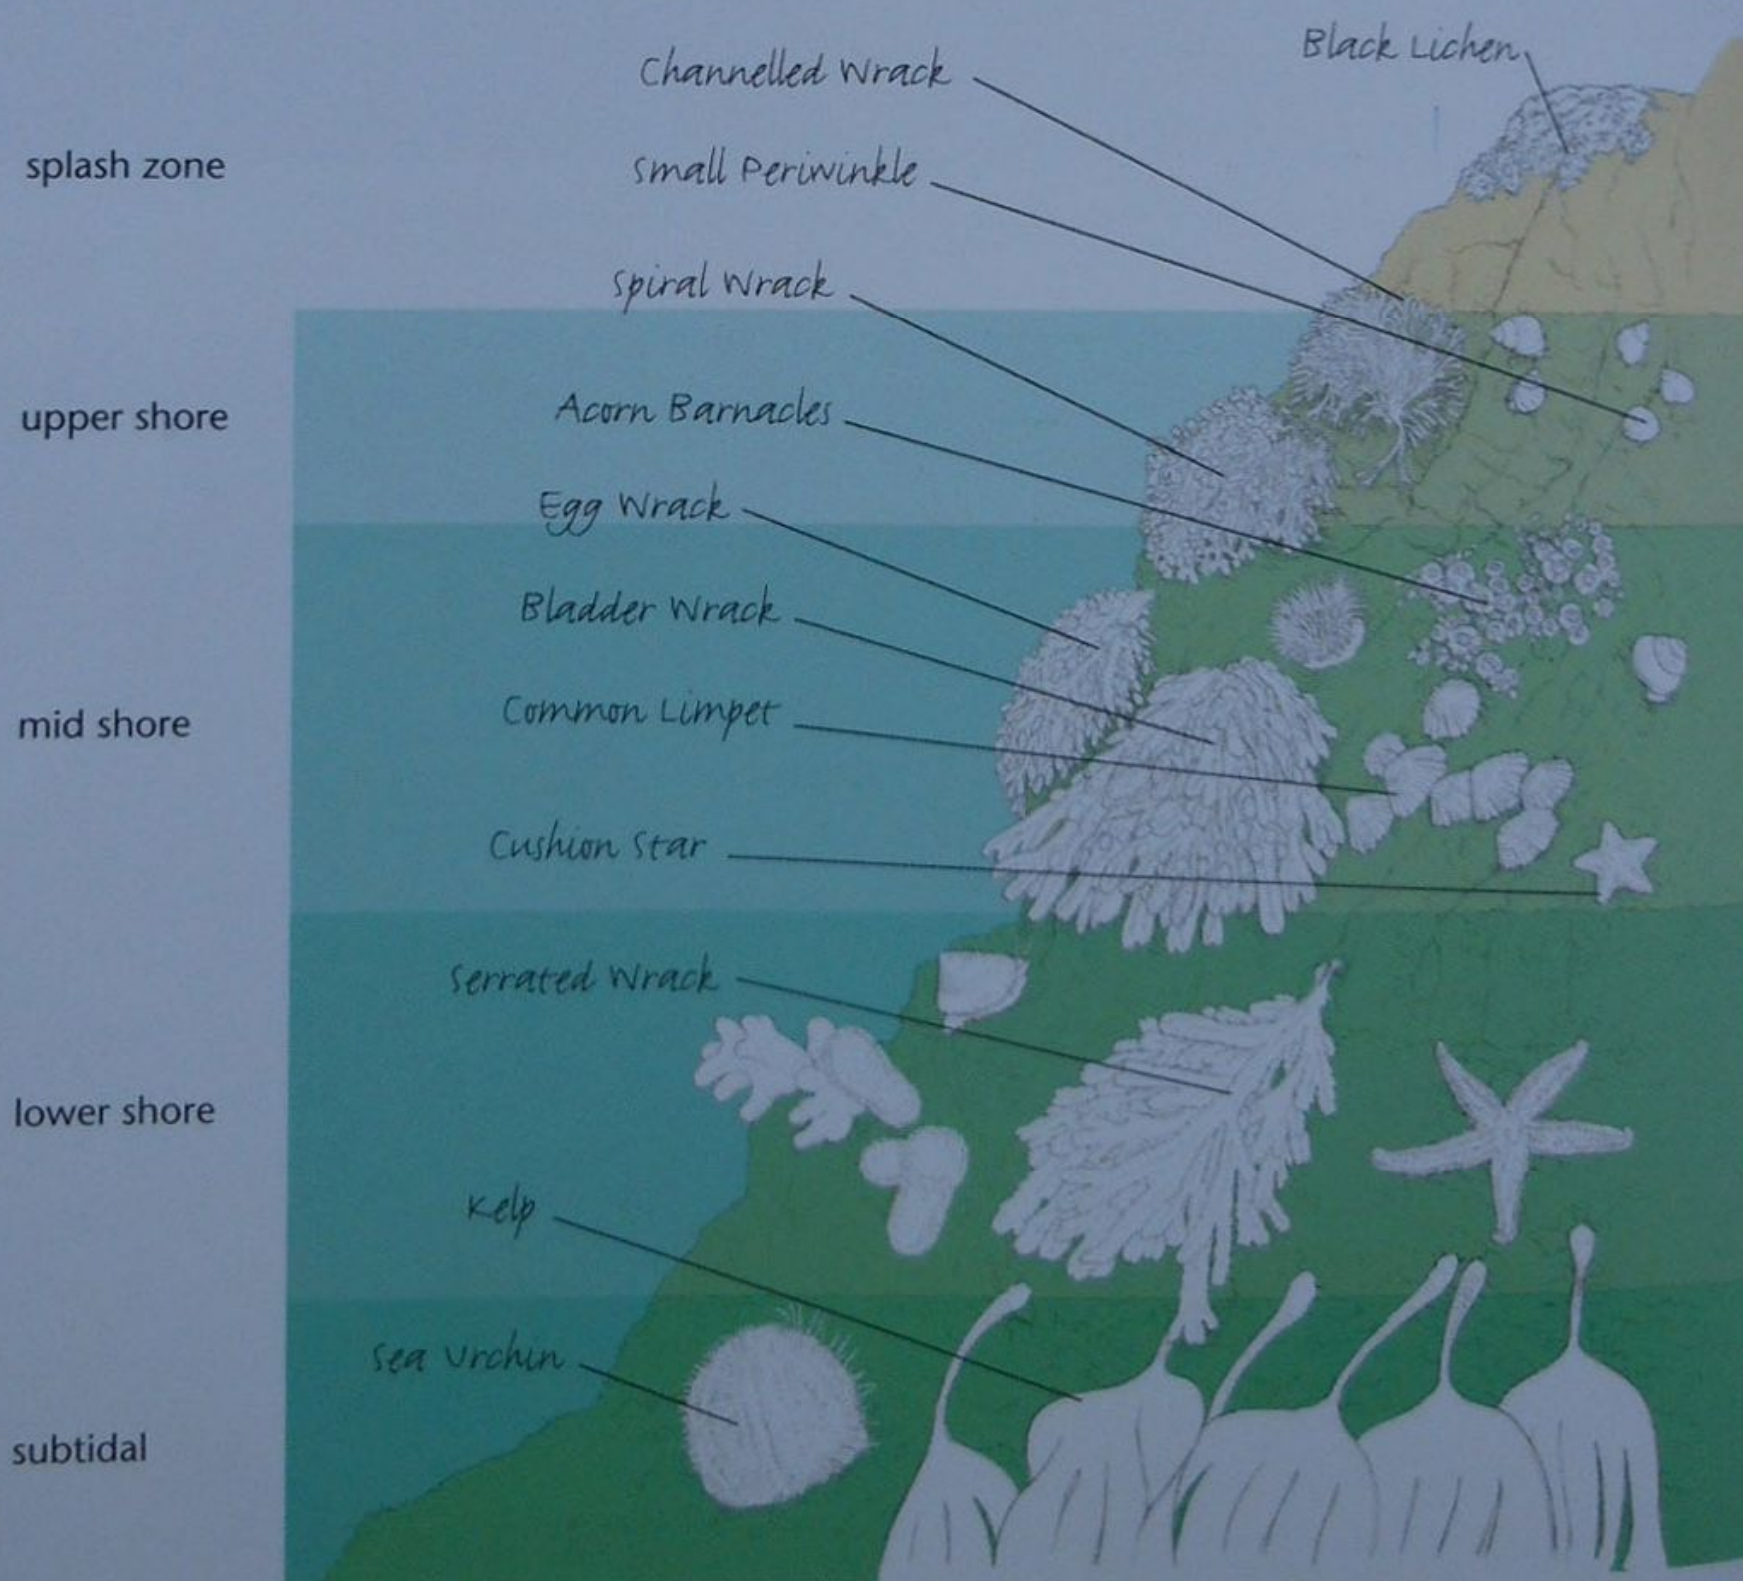 Black Lichen
Channelled Wrack
splash zone
Small Periwinkle
Spiral Wrack
upper shore
Acorn Barnacles
Egg Wrack
Bladder Wrack
mid shore
Common Limpet
Cushion Star
Serrated Wrack
lower shore
Kelp
Sea Urchin
subtidal